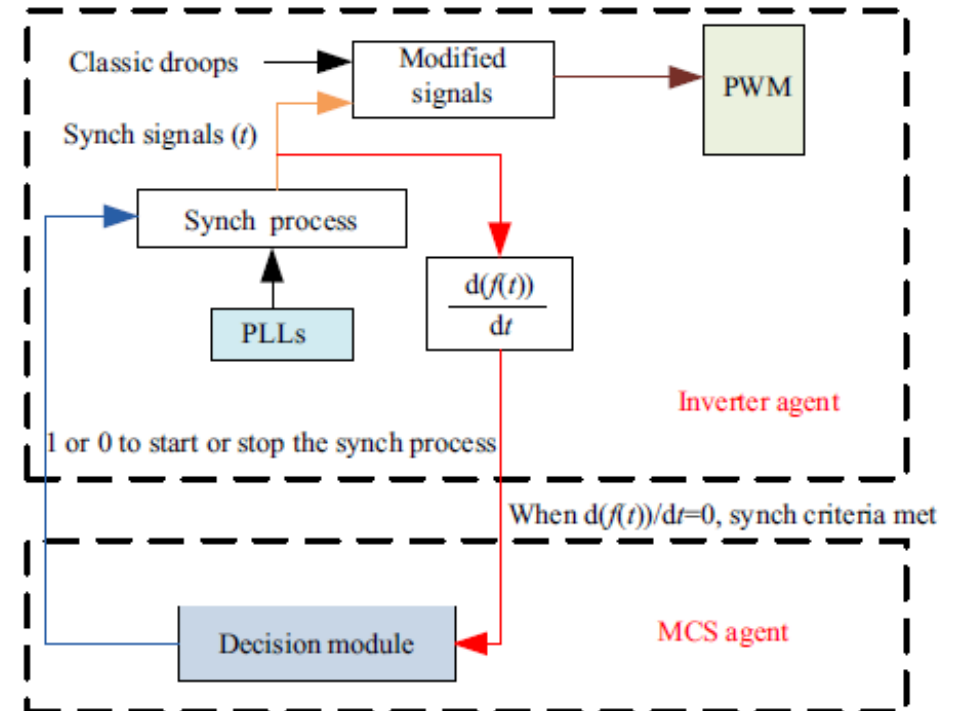 Classic droops
Modified
signals
PWM
Synch signals (t)
Synch process
d(f(t))
dt
PLLs
Inverter agent
1 or 0 to start or stop the synch process
When d(f(t))/dt=0, synch criteria met
MCS agent
Decision module